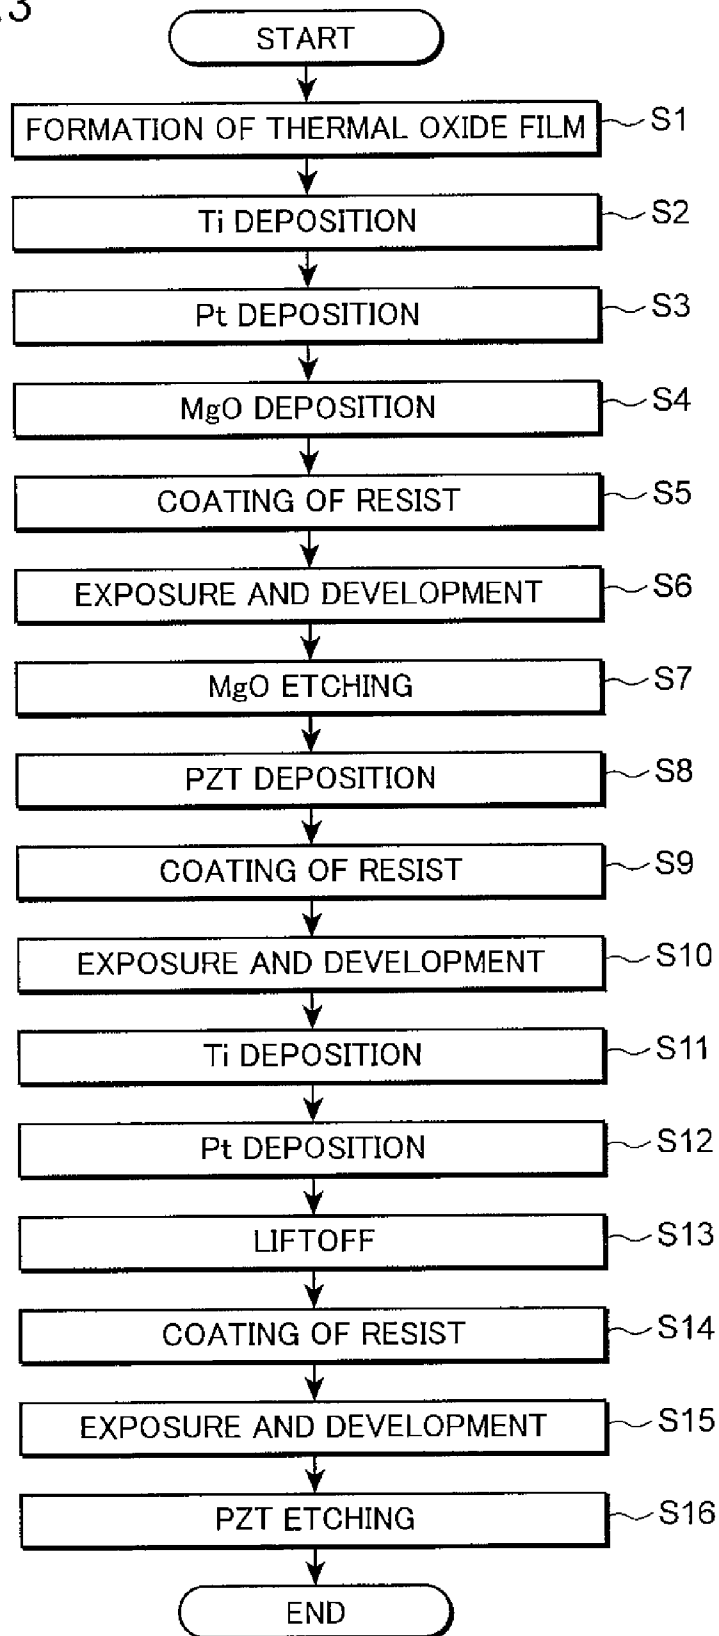 .3
START
FORMATION OF THERMAL OXIDE FILM S1
Ti DEPOSITION S2
Pt DEPOSITION S3
MgO DEPOSITION S4
COATING OF RESIST S5
EXPOSURE AND DEVELOPMENT S6
MgO ETCHING S7
PZT DEPOSITION S8
COATING OF RESIST S9
EXPOSURE AND DEVELOPMENT S10
Ti DEPOSITION S11
Pt DEPOSITION S12
LIFTOFF S13
COATING OF RESIST S14
EXPOSURE AND DEVELOPMENT S15
PZT ETCHING S16
END